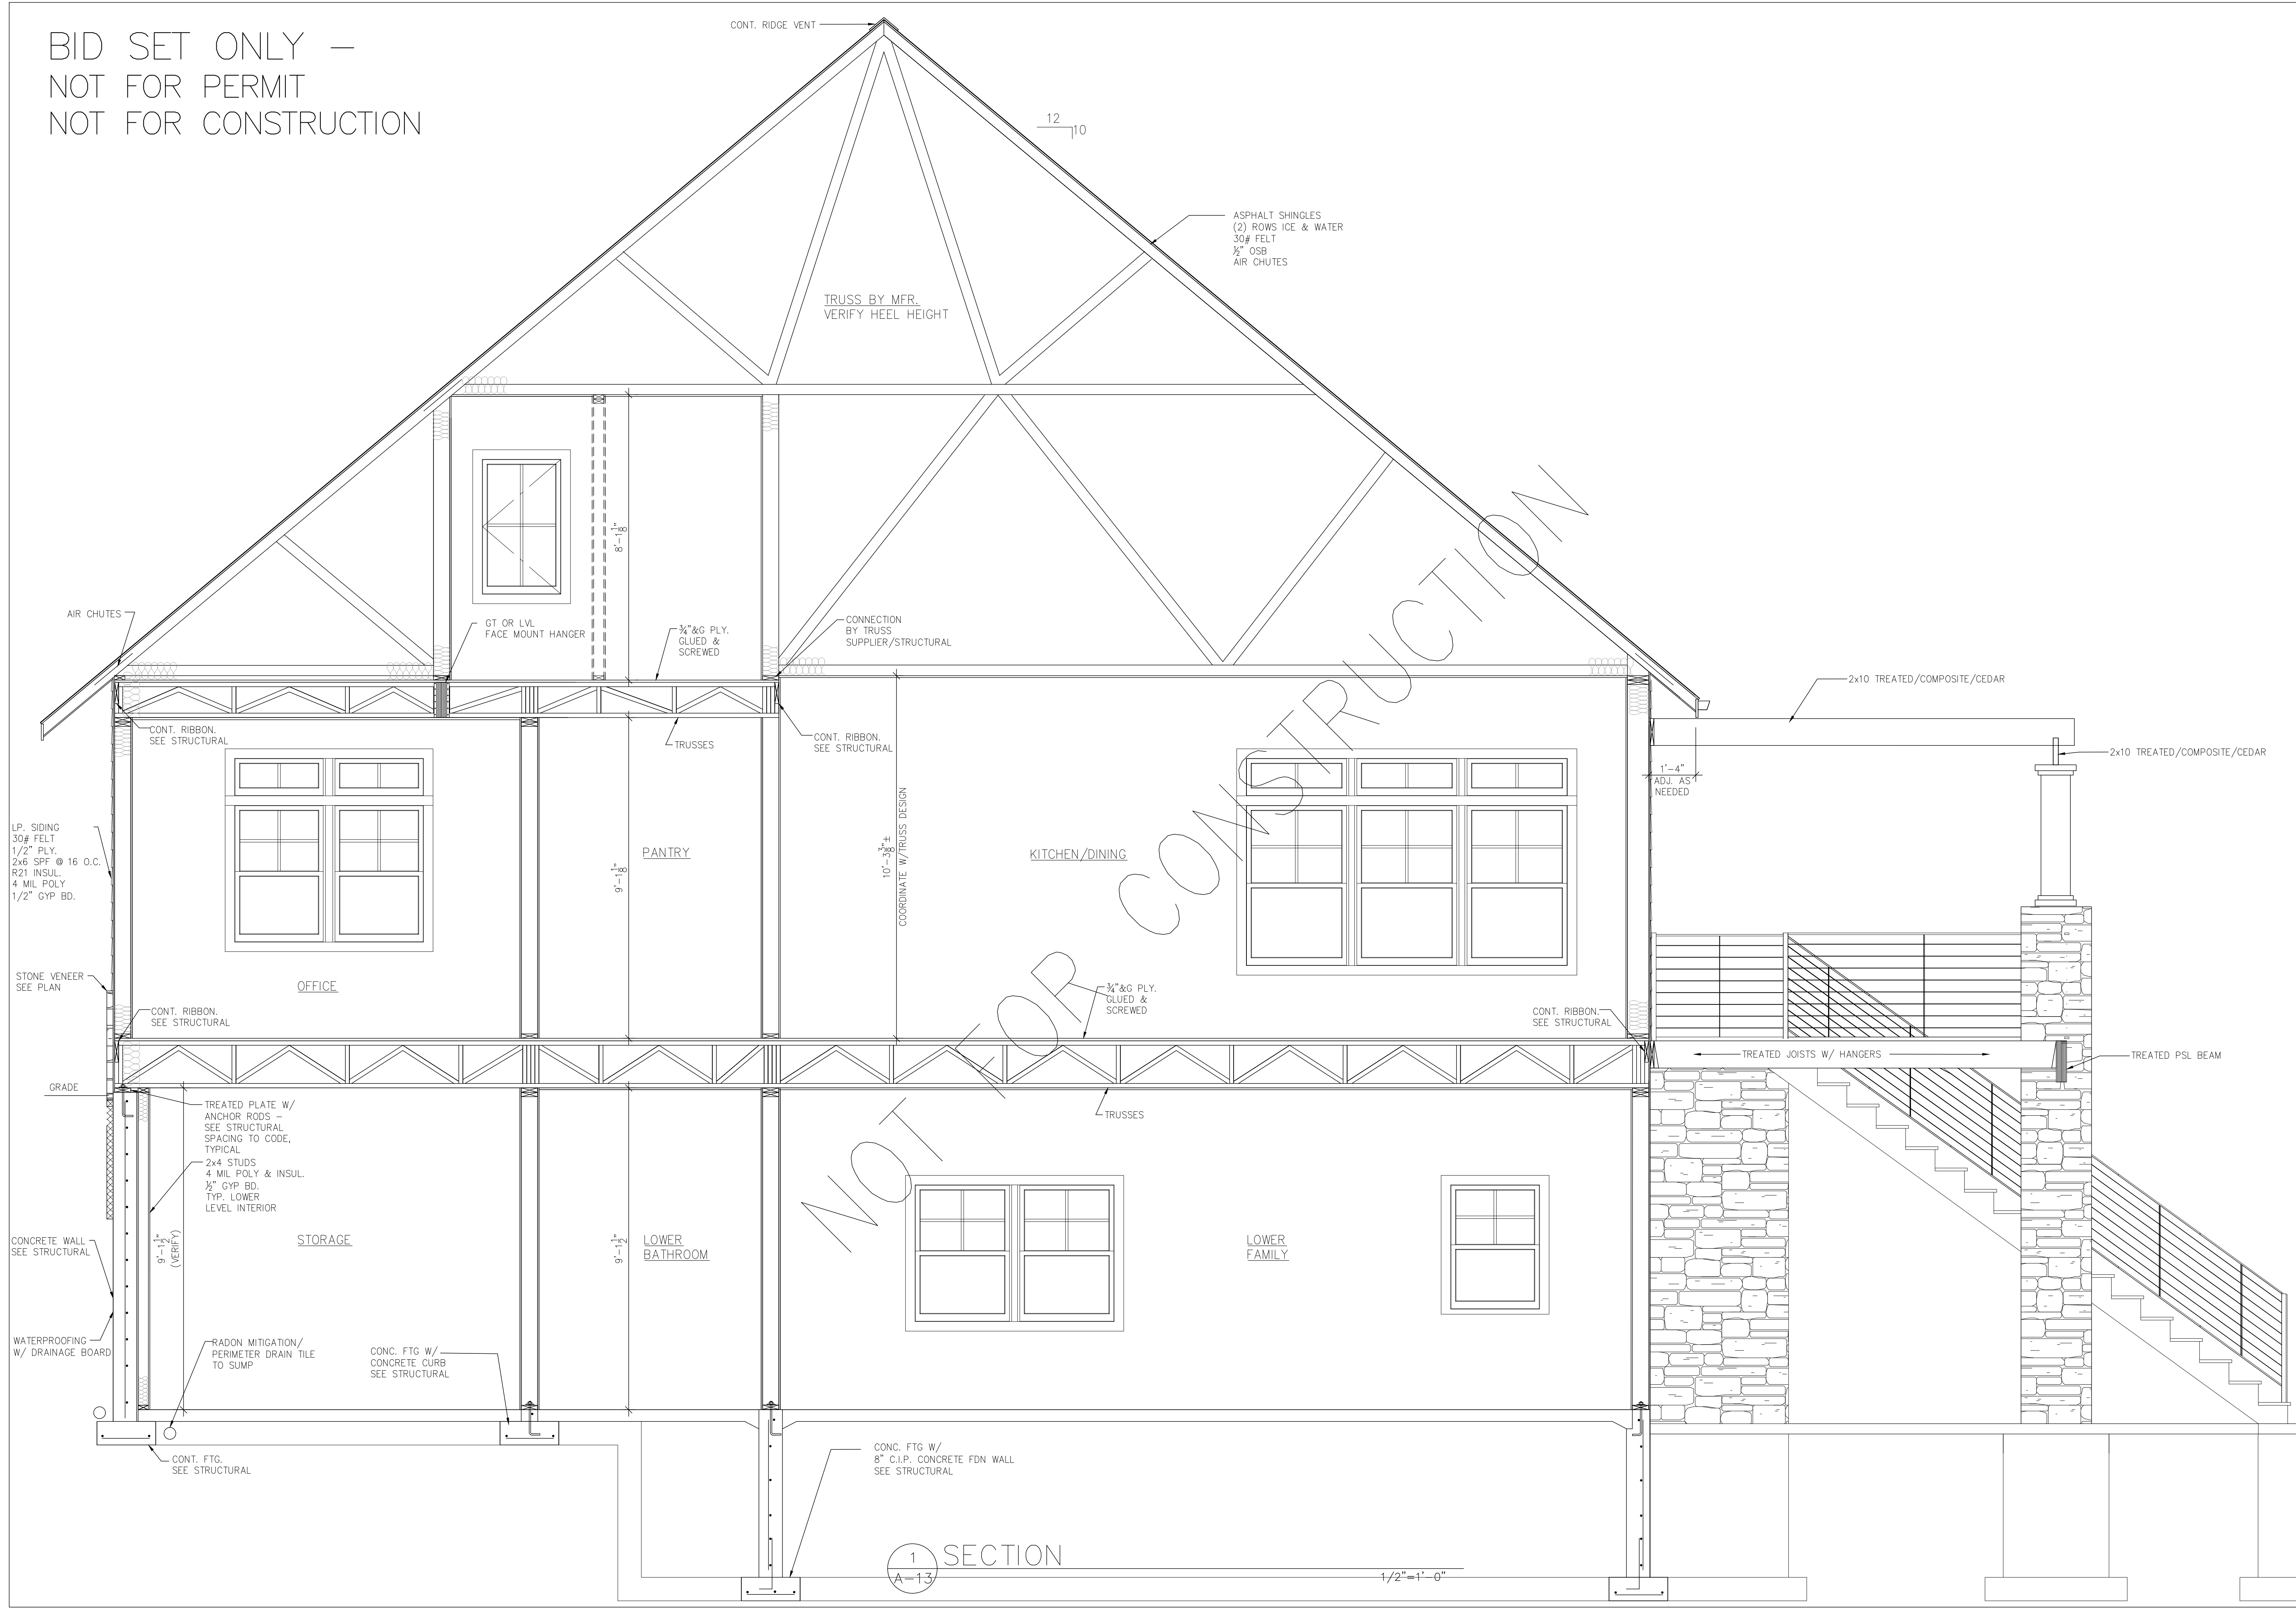 BID SET ONLY –
NOT FOR PERMIT
NOT FOR CONSTRUCTION
CONT. RIDGE VENT
12
10
ASPHALT SHINGLES
(2) ROWS ICE & WATER
30# FELT
½" OSB
AIR CHUTES
TRUSS BY MFR.
VERIFY HEEL HEIGHT
8'-1⅛"
AIR CHUTES
GT OR LVL
FACE MOUNT HANGER
¾"&G PLY.
GLUED &
SCREWED
CONNECTION
BY TRUSS
SUPPLIER/STRUCTURAL
2x10 TREATED/COMPOSITE/CEDAR
CONT. RIBBON.
SEE STRUCTURAL
TRUSSES
CONT. RIBBON.
SEE STRUCTURAL
2x10 TREATED/COMPOSITE/CEDAR
1'-4"
ADJ. AS
NEEDED
LP. SIDING
30# FELT
1/2" PLY.
2x6 SPF @ 16 O.C.
R21 INSUL.
4 MIL POLY
1/2" GYP BD.
PANTRY
9'-1⅛"
10'-3⅜"±
COORDINATE W/TRUSS DESIGN
KITCHEN/DINING
NOT FOR CONSTRUCTION
STONE VENEER
SEE PLAN
OFFICE
¾"&G PLY.
GLUED &
SCREWED
CONT. RIBBON.
SEE STRUCTURAL
CONT. RIBBON.
SEE STRUCTURAL
TREATED JOISTS W/ HANGERS
TREATED PSL BEAM
GRADE
TREATED PLATE W/
ANCHOR RODS –
SEE STRUCTURAL
SPACING TO CODE,
TYPICAL
TRUSSES
2x4 STUDS
4 MIL POLY & INSUL.
½" GYP BD.
TYP. LOWER
LEVEL INTERIOR
CONCRETE WALL
SEE STRUCTURAL
9'-1½"
(VERIFY)
STORAGE
9'-1½"
LOWER
BATHROOM
LOWER
FAMILY
WATERPROOFING
W/ DRAINAGE BOARD
RADON MITIGATION/
PERIMETER DRAIN TILE
TO SUMP
CONC. FTG W/
CONCRETE CURB
SEE STRUCTURAL
CONT. FTG.
SEE STRUCTURAL
CONC. FTG W/
8" C.I.P. CONCRETE FDN WALL
SEE STRUCTURAL
1
A-13
SECTION
1/2"=1'-0"